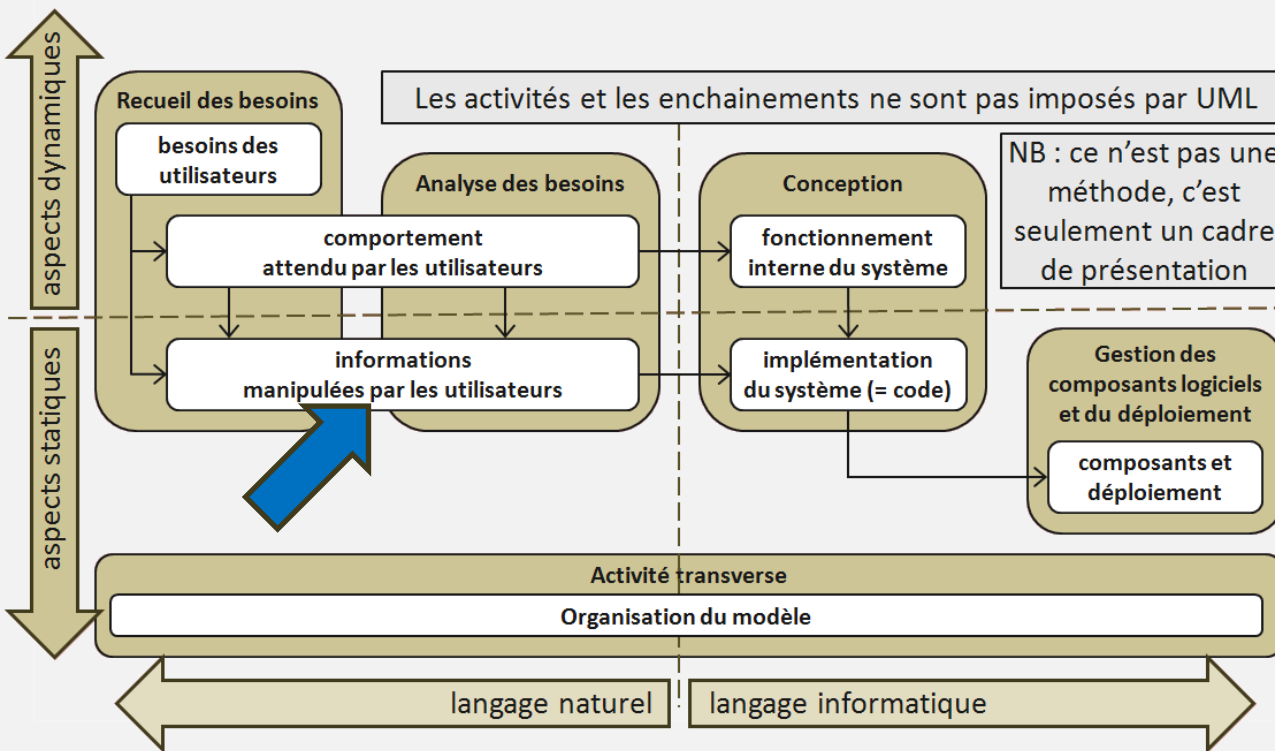 aspects dynamiques
Recueil des besoins
Les activités et les enchainements ne sont pas imposés par UML
besoins des
utilisateurs
NB : ce n'est pas une
méthode, c'est
seulement un cadre
de présentation
Analyse des besoins
Conception
comportement
attendu par les utilisateurs
fonctionnement
interne du système
aspects statiques
informations
manipulées par les utilisateurs
implémentation
du système (= code)
Gestion des
composants logiciels
et du déploiement
composants et
déploiement
Activité transverse
Organisation du modèle
langage naturel
langage informatique